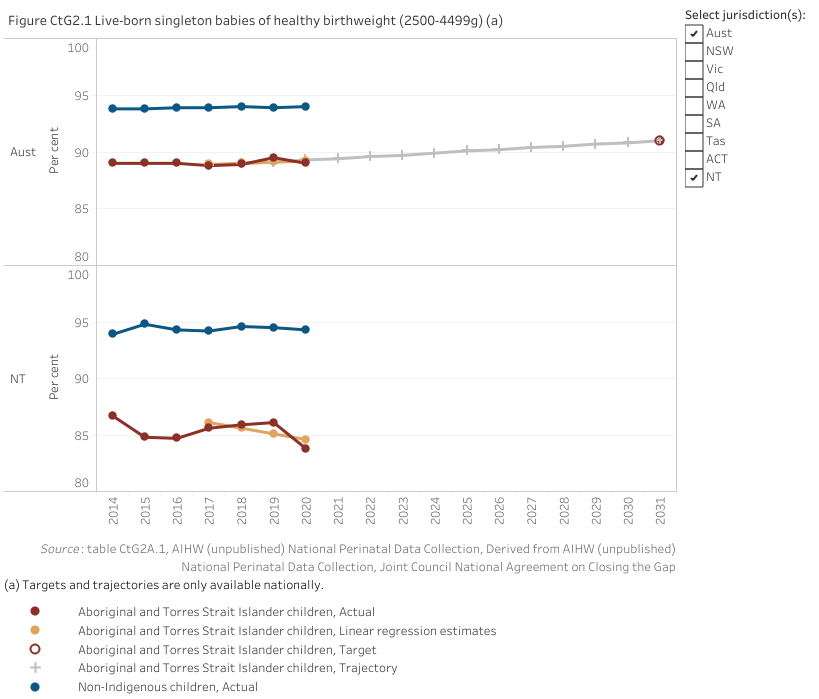 Figure CtG2.1 Live-born singleton babies of healthy birthweight (2500-4499g) (a)
Select jurisdiction(s):
Aust
NSW
Vic
Qld
WA
SA
Tas
ACT
NT
Aust
Per cent
100
95
90
85
80
NT
Per cent
100
95
90
85
80
2014
2015
2016
2017
2018
2019
2020
2021
2022
2023
2024
2025
2026
2027
2028
2029
2030
2031
Source: table CtG2A.1, AIHW (unpublished) National Perinatal Data Collection, Derived from AIHW (unpublished)
National Perinatal Data Collection, Joint Council National Agreement on Closing the Gap
(a) Targets and trajectories are only available nationally.
Aboriginal and Torres Strait Islander children, Actual
Aboriginal and Torres Strait Islander children, Linear regression estimates
Aboriginal and Torres Strait Islander children, Target
Aboriginal and Torres Strait Islander children, Trajectory
Non-Indigenous children, Actual